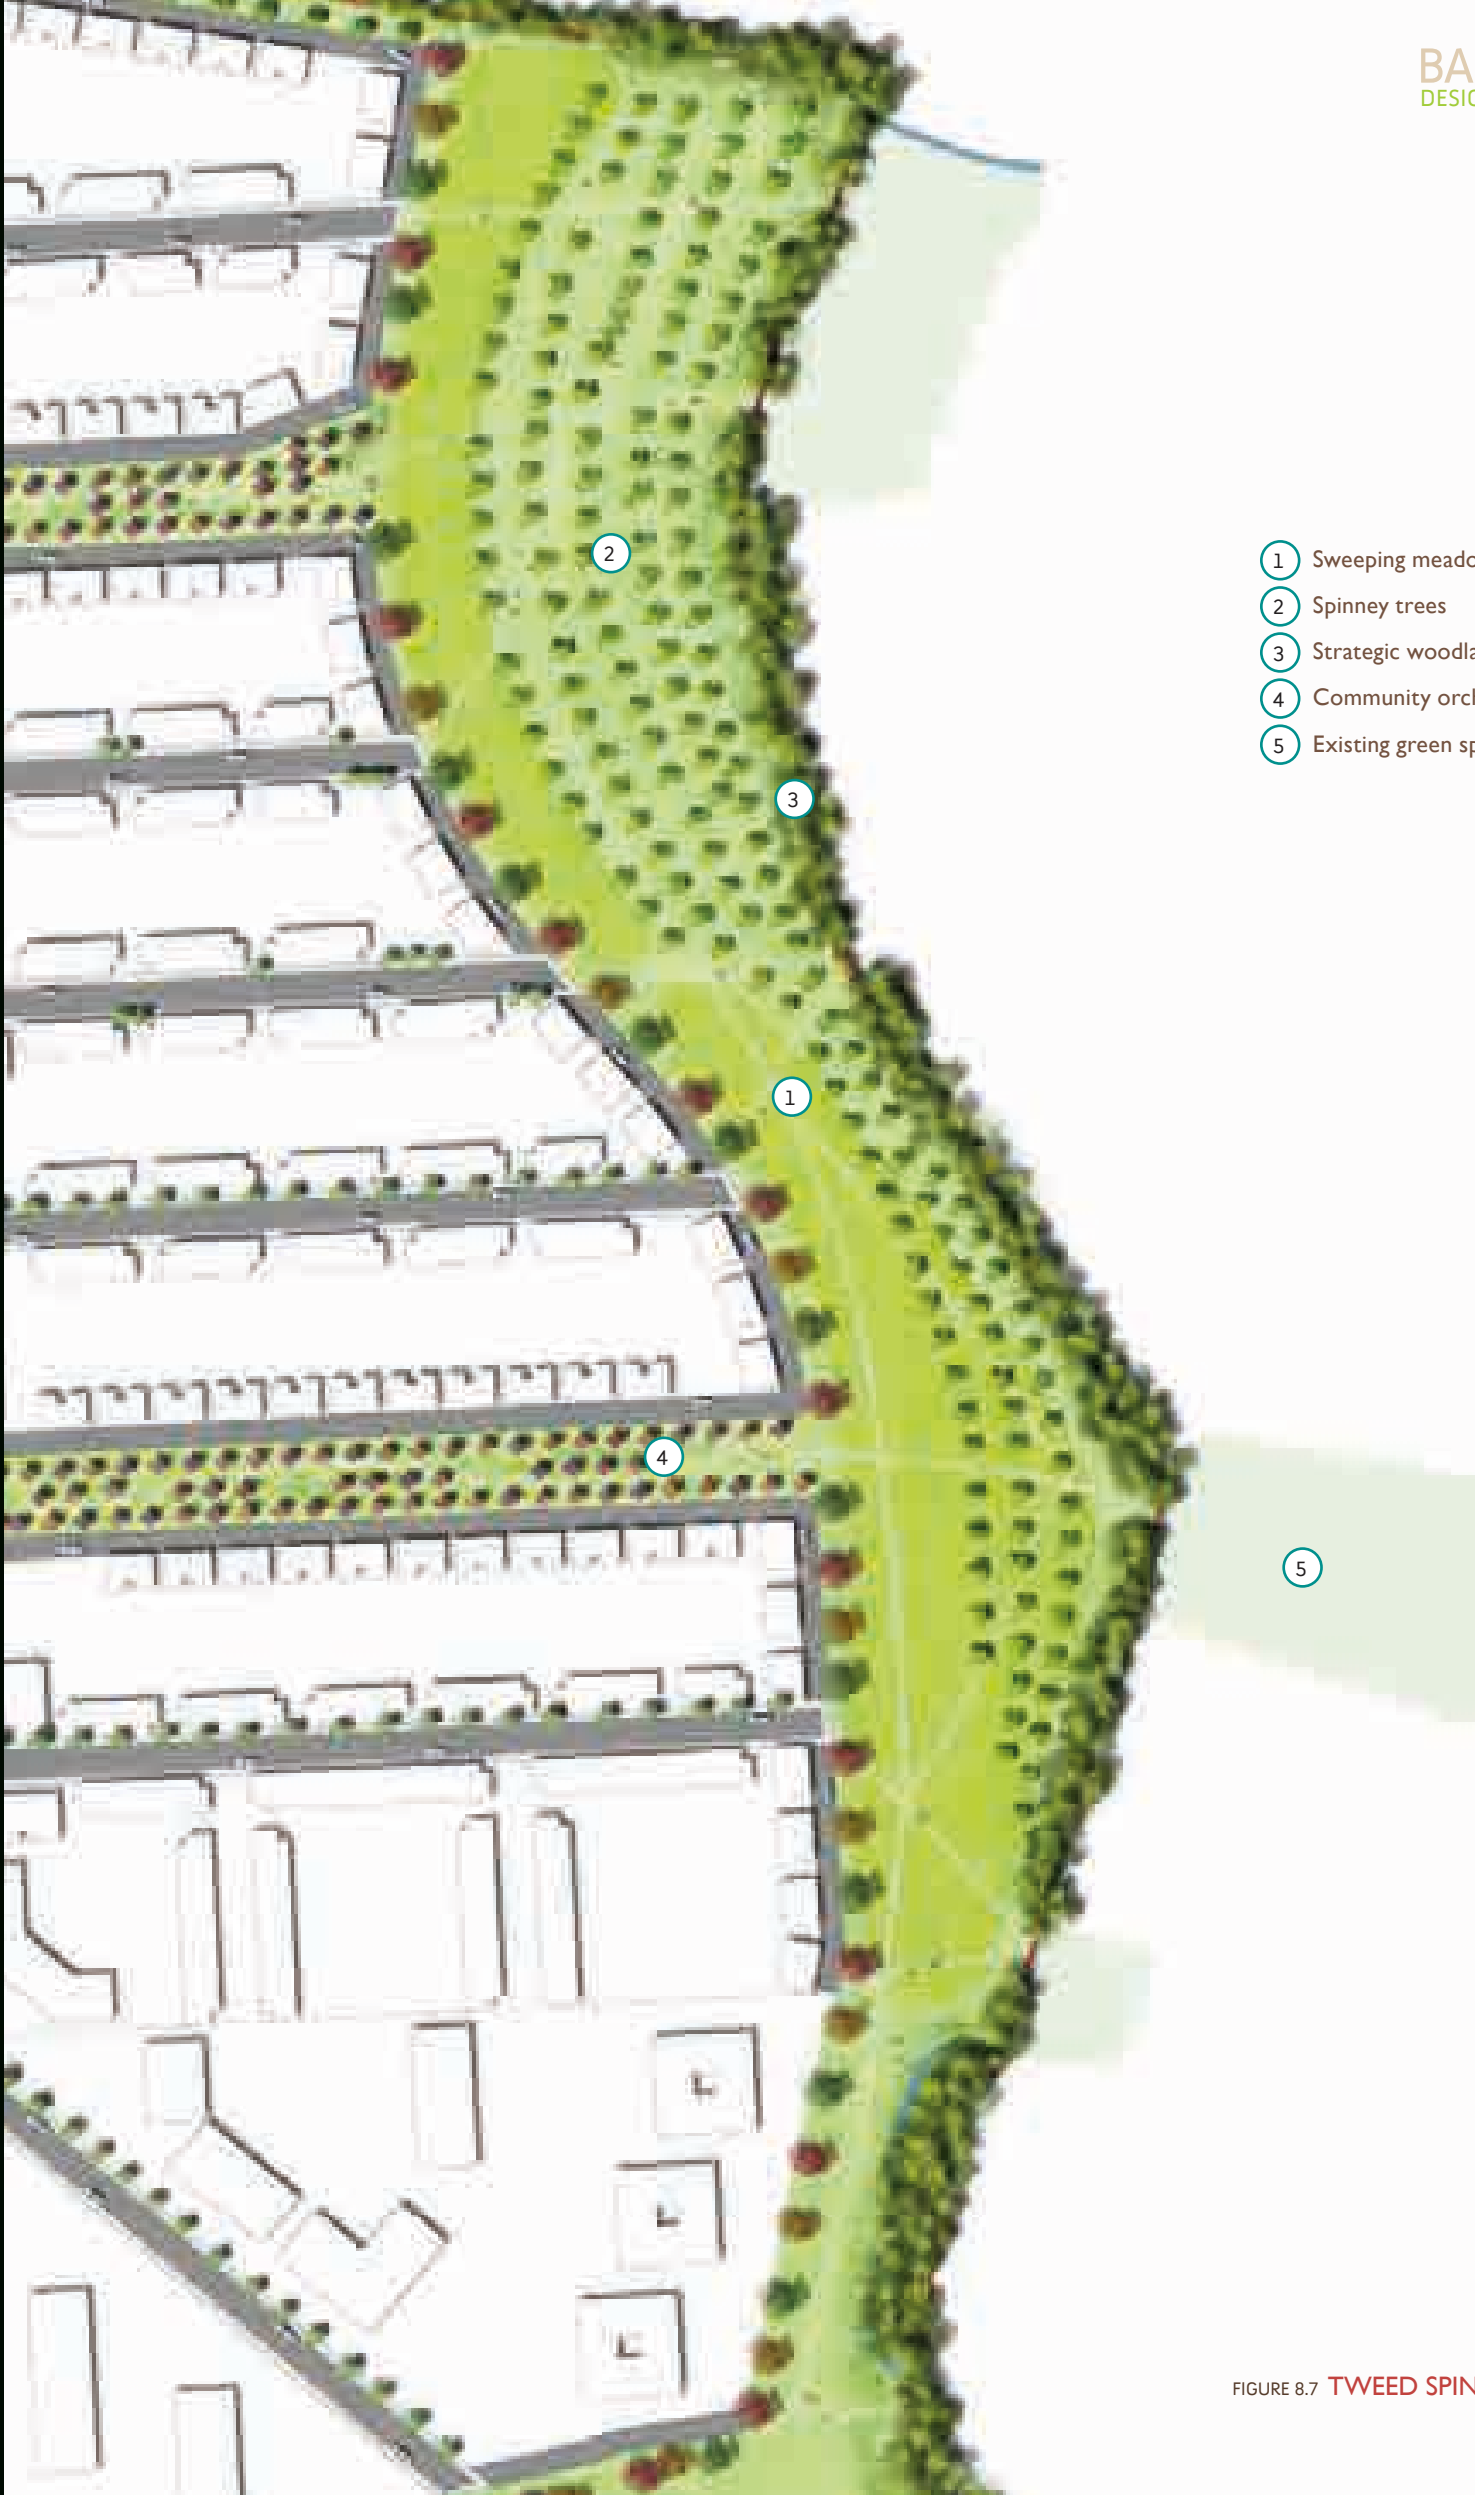 BA
DESIG
2
1 Sweeping meado
2 Spinney trees
3 Strategic woodla
4 Community orch
5 Existing green sp
3
1
4
5
FIGURE 8.7 TWEED SPIN